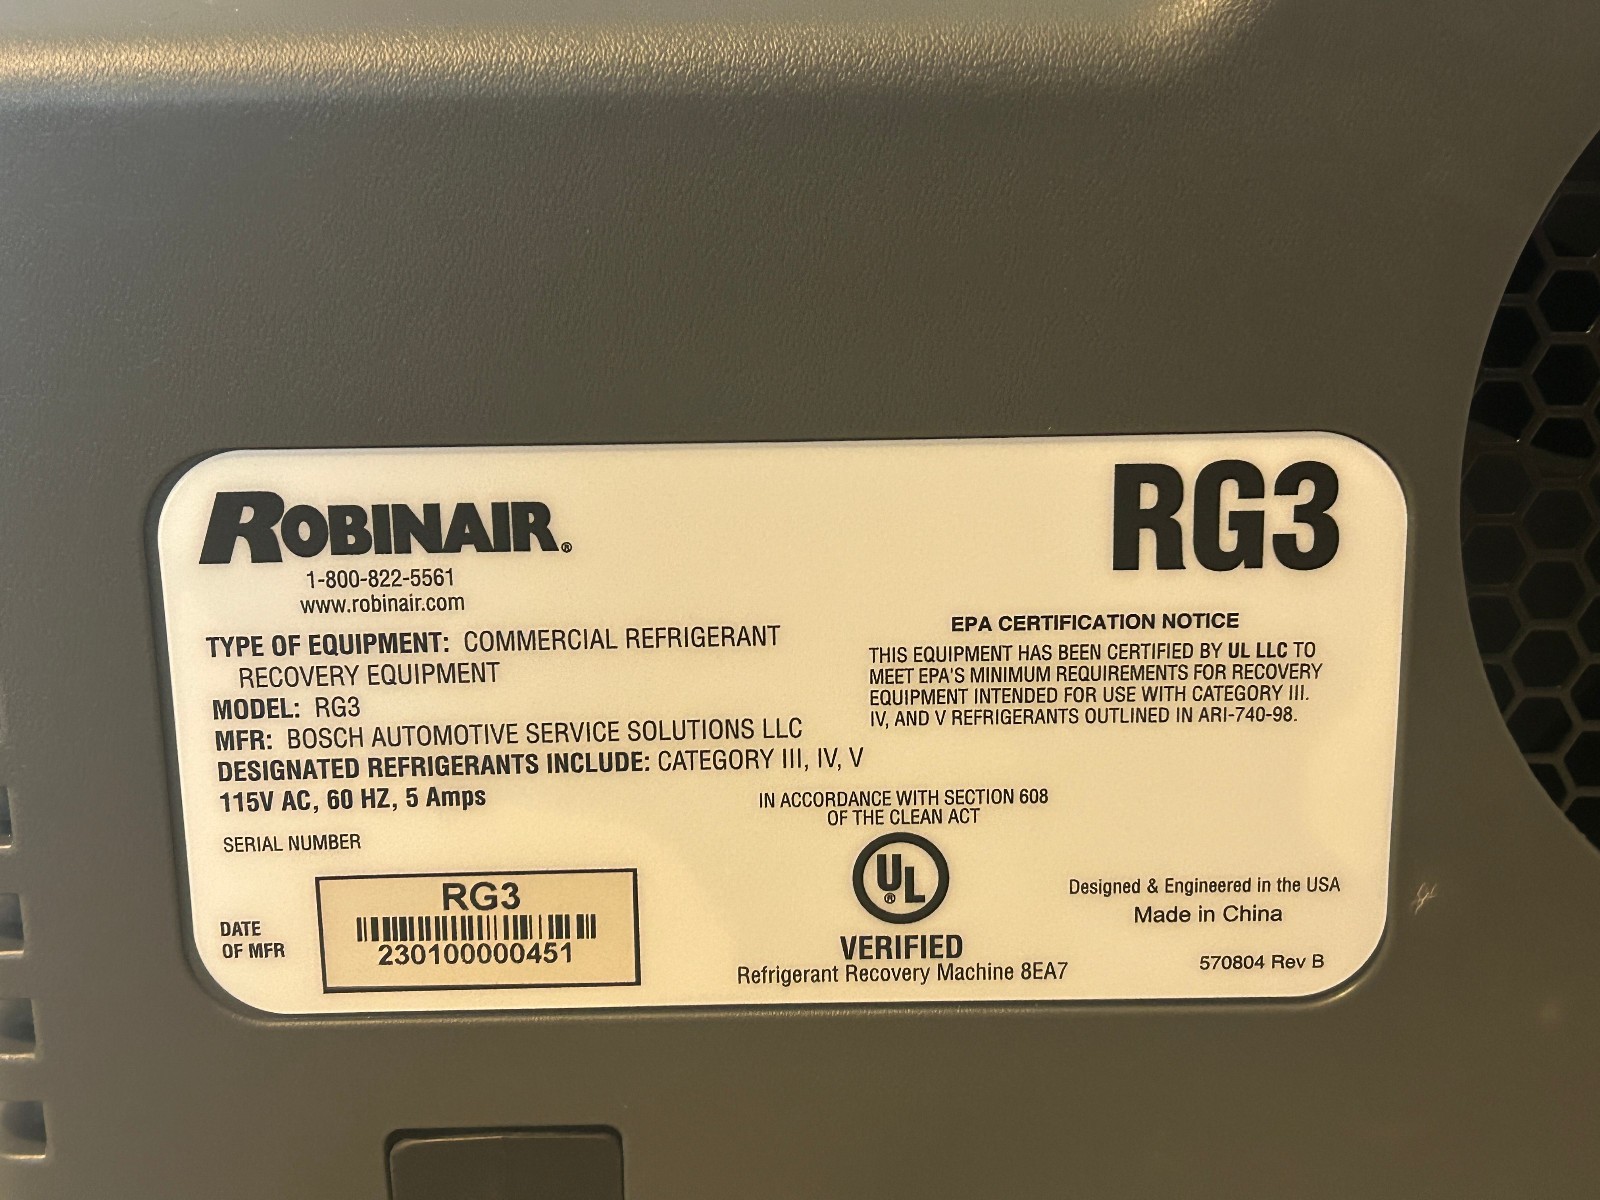 ROBINAIR®
RG3
1-800-822-5561
www.robinair.com
TYPE OF EQUIPMENT: COMMERCIAL REFRIGERANT
RECOVERY EQUIPMENT
MODEL: RG3
MFR: BOSCH AUTOMOTIVE SERVICE SOLUTIONS LLC
DESIGNATED REFRIGERANTS INCLUDE: CATEGORY III, IV, V
115V AC, 60 HZ, 5 Amps
EPA CERTIFICATION NOTICE
THIS EQUIPMENT HAS BEEN CERTIFIED BY UL LLC TO
MEET EPA'S MINIMUM REQUIREMENTS FOR RECOVERY
EQUIPMENT INTENDED FOR USE WITH CATEGORY III.
IV, AND V REFRIGERANTS OUTLINED IN ARI-740-98.
SERIAL NUMBER
DATE
OF MFR
RG3
230100000451
IN ACCORDANCE WITH SECTION 608
OF THE CLEAN ACT
UL®
VERIFIED
Refrigerant Recovery Machine 8EA7
Designed & Engineered in the USA
Made in China
570804 Rev B